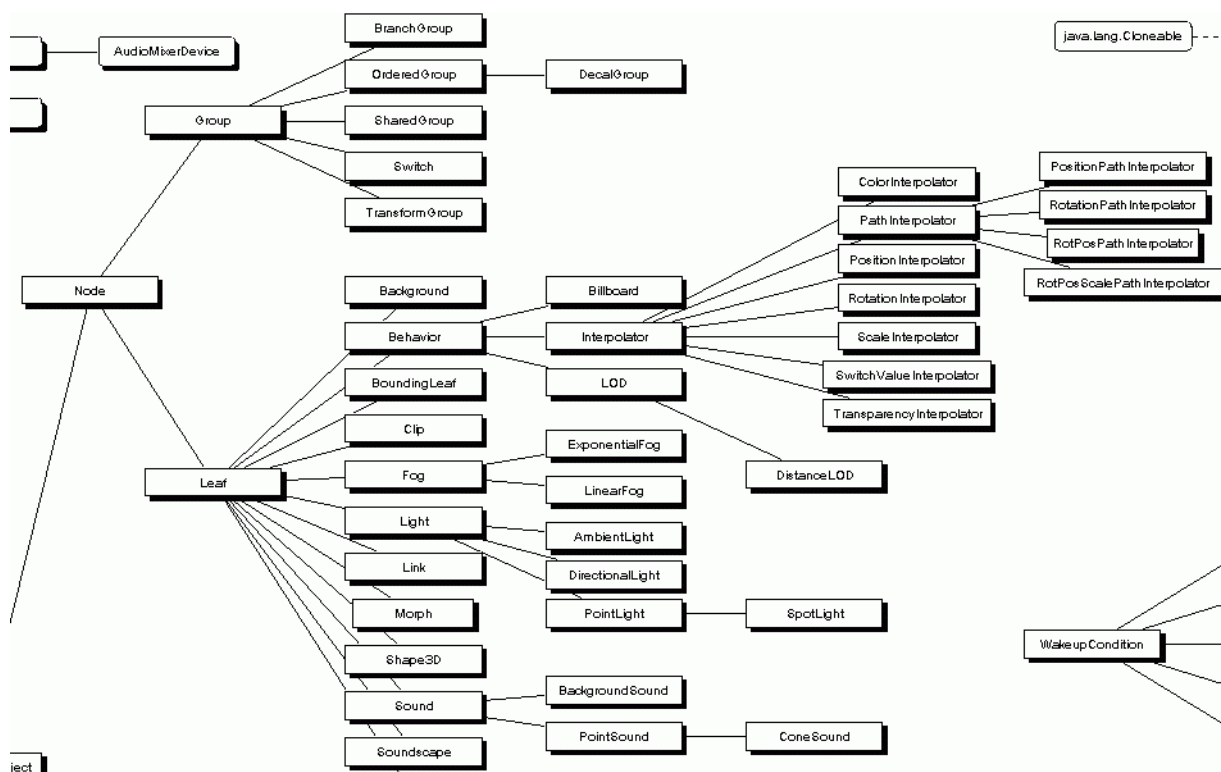 BranchGroup
java.lang.Cloneable
AudioMixerDevice
OrderedGroup
DecalGroup
Group
SharedGroup
Switch
TransformGroup
ColorInterpolator
PositionPathInterpolator
PathInterpolator
RotationPathInterpolator
PositionInterpolator
RotPosPathInterpolator
RotPosScalePathInterpolator
Node
Background
Billboard
RotationInterpolator
Behavior
Interpolator
ScaleInterpolator
BoundingLeaf
LOD
SwitchValueInterpolator
TransparencyInterpolator
Clip
ExponentialFog
Leaf
Fog
DistanceLOD
LinearFog
Light
AmbientLight
Link
DirectionalLight
Morph
PointLight
SpotLight
WakeupCondition
Shape3D
BackgroundSound
Sound
PointSound
ConeSound
Soundscape
ject